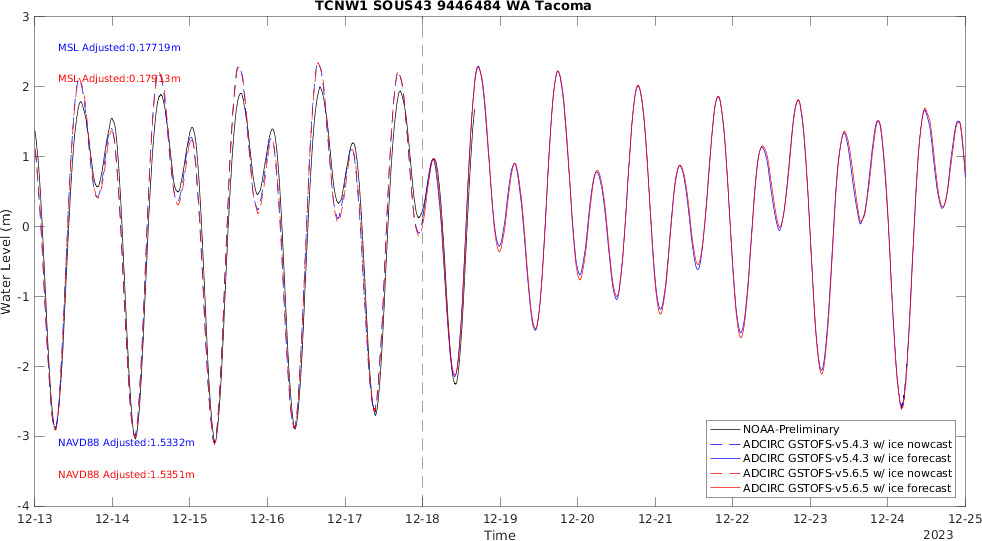 TCNW1 SOUS43 9446484 WA Tacoma
3
2
1
0
-1
-2
-3
-4
Water Level (m)
MSL Adjusted:0.17719m
MSL Adjusted:0.17913m
NAVD88 Adjusted:1.5332m
NAVD88 Adjusted:1.5351m
NOAA-Preliminary
ADCIRC GSTOFS-v5.4.3 w/ ice nowcast
ADCIRC GSTOFS-v5.4.3 w/ ice forecast
ADCIRC GSTOFS-v5.6.5 w/ ice nowcast
ADCIRC GSTOFS-v5.6.5 w/ ice forecast
12-13 12-14 12-15 12-16 12-17 12-18 12-19 12-20 12-21 12-22 12-23 12-24 12-25
Time
2023